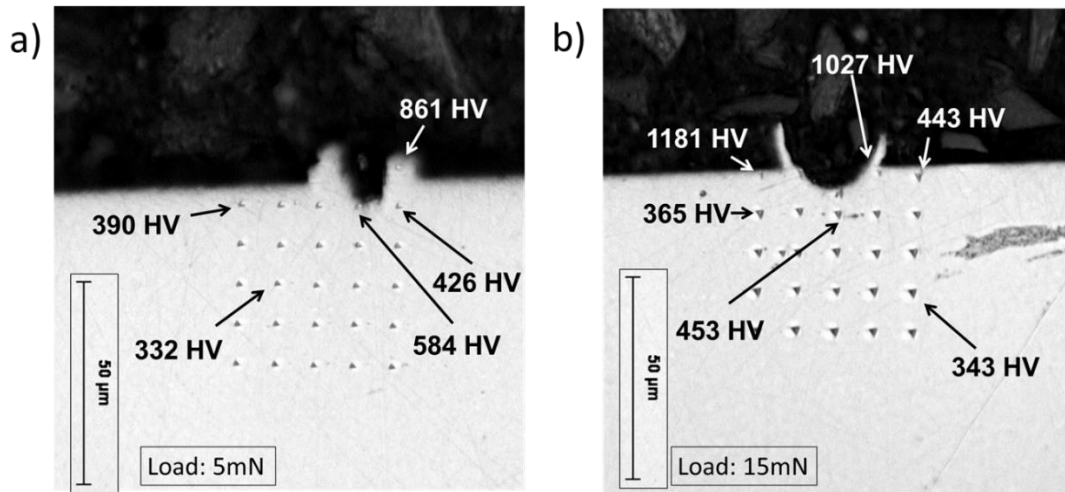 a)
861 HV
390 HV
426 HV
332 HV
584 HV
50 µm
Load: 5mN
b)
1027 HV
1181 HV
443 HV
365 HV
453 HV
343 HV
50 µm
Load: 15mN